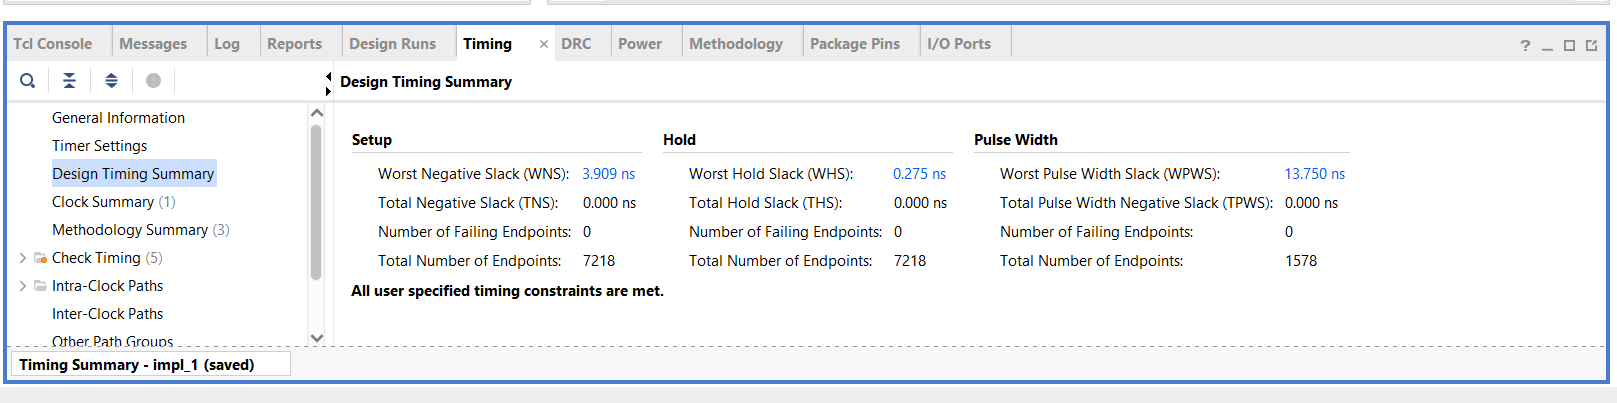 Tcl Console Messages Log Reports Design Runs Timing × DRC Power Methodology Package Pins I/O Ports ?
Design Timing Summary
General Information
Timer Settings
Design Timing Summary
Clock Summary (1)
Methodology Summary (3)
Check Timing (5)
Intra-Clock Paths
Inter-Clock Paths
Other Path Groups
Setup Hold Pulse Width
Worst Negative Slack (WNS): 3.909 ns Worst Hold Slack (WHS): 0.275 ns Worst Pulse Width Slack (WPWS): 13.750 ns
Total Negative Slack (TNS): 0.000 ns Total Hold Slack (THS): 0.000 ns Total Pulse Width Negative Slack (TPWS): 0.000 ns
Number of Failing Endpoints: 0 Number of Failing Endpoints: 0 Number of Failing Endpoints: 0
Total Number of Endpoints: 7218 Total Number of Endpoints: 7218 Total Number of Endpoints: 1578
All user specified timing constraints are met.
Timing Summary - impl_1 (saved)